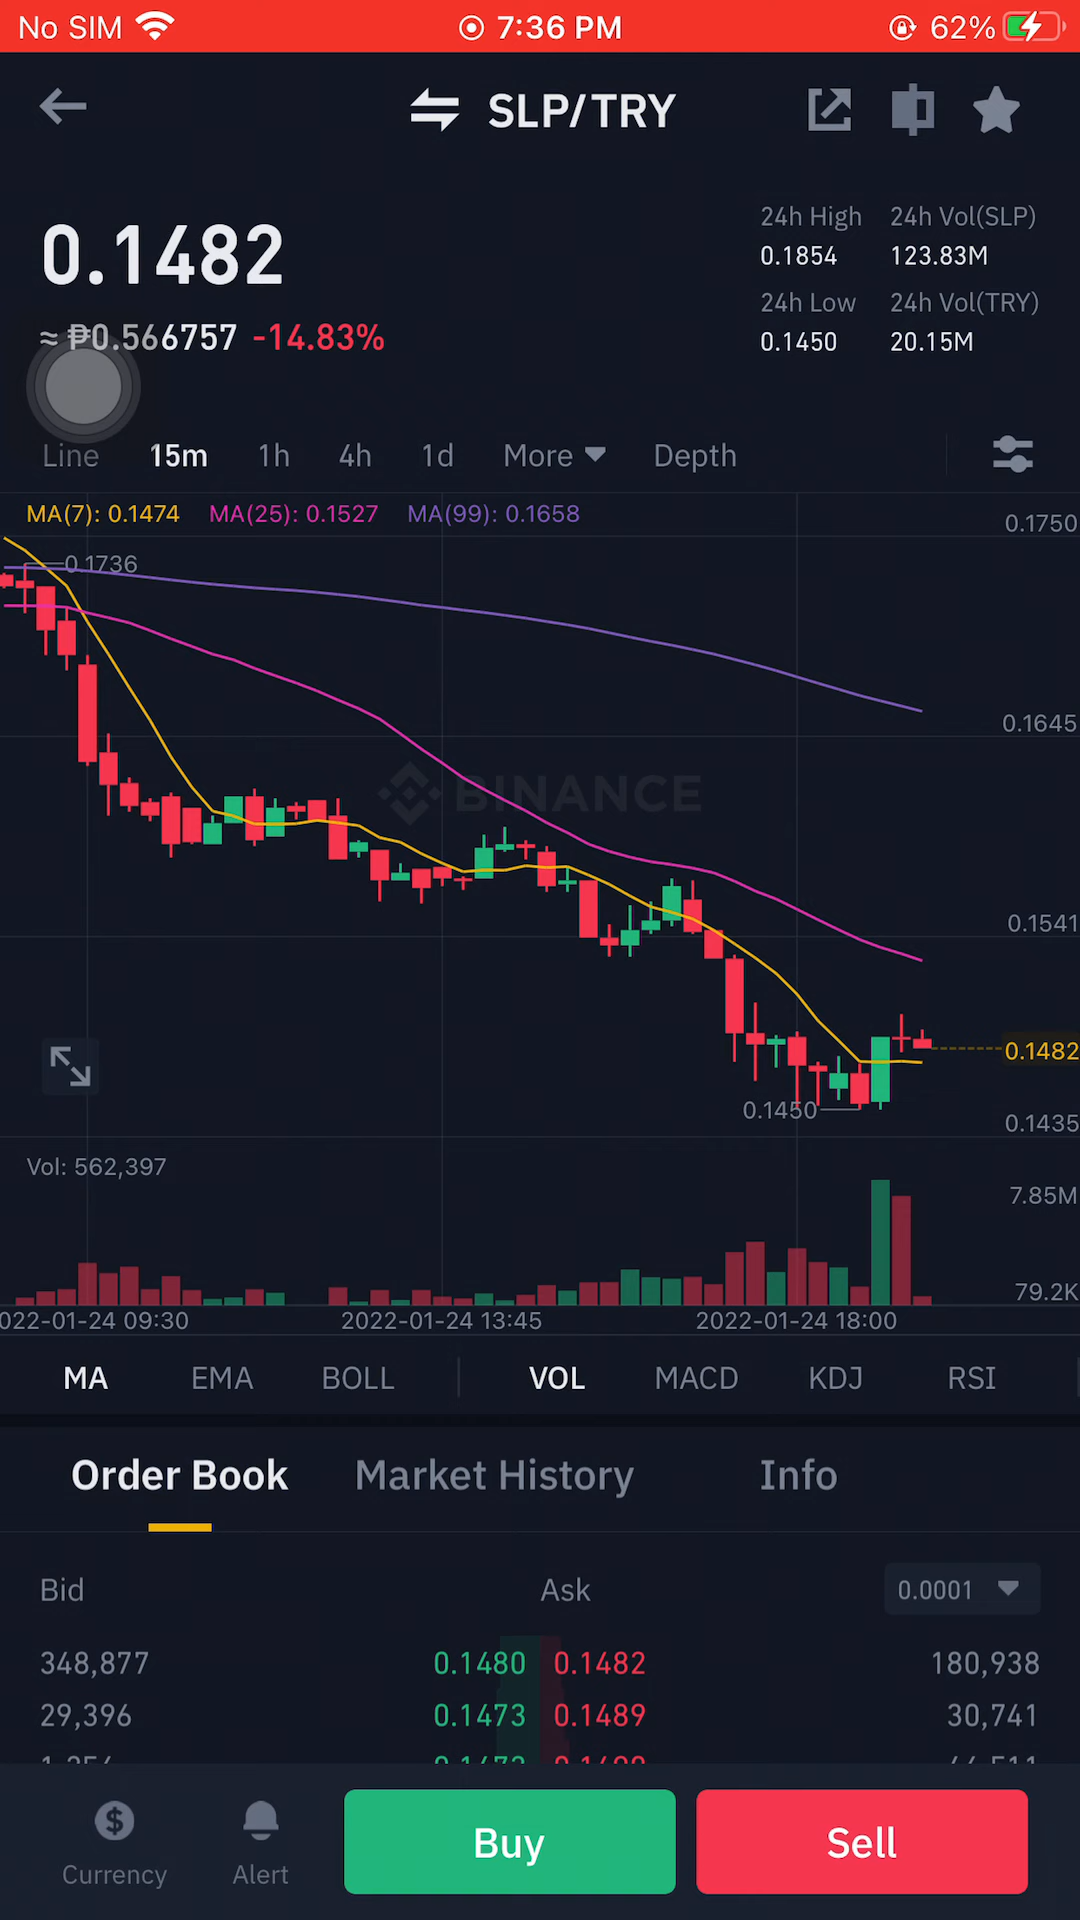 No SIM 7:36 PM 62%
SLP/TRY
0.1482
≈ ₱0.566757 -14.83%
24h High 24h Vol(SLP)
0.1854 123.83M
24h Low 24h Vol(TRY)
0.1450 20.15M
Line 15m 1h 4h 1d More Depth
MA(7): 0.1474 MA(25): 0.1527 MA(99): 0.1658
0.1750
0.1736
0.1645
BINANCE
0.1541
0.1482
0.1450
0.1435
Vol: 562,397
7.85M
79.2K
022-01-24 09:30 2022-01-24 13:45 2022-01-24 18:00
MA EMA BOLL VOL MACD KDJ RSI
Order Book Market History Info
Bid Ask 0.0001
348,877 0.1480 0.1482 180,938
29,396 0.1473 0.1489 30,741
Currency Alert Buy Sell